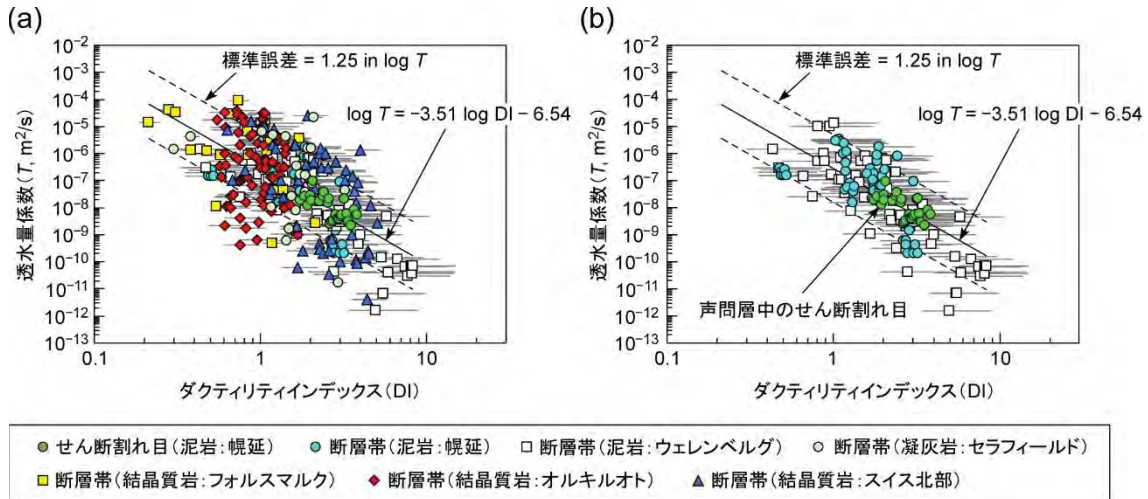 (a)
標準誤差 = 1.25 in log T
log T = −3.51 log DI − 6.54
透水量係数(T, m²/s)
10⁻²
10⁻³
10⁻⁴
10⁻⁵
10⁻⁶
10⁻⁷
10⁻⁸
10⁻⁹
10⁻¹⁰
10⁻¹¹
10⁻¹²
10⁻¹³
0.1
1
10
ダクティリティインデックス(DI)
(b)
標準誤差 = 1.25 in log T
log T = −3.51 log DI − 6.54
声問層中のせん断割れ目
透水量係数(T, m²/s)
10⁻²
10⁻³
10⁻⁴
10⁻⁵
10⁻⁶
10⁻⁷
10⁻⁸
10⁻⁹
10⁻¹⁰
10⁻¹¹
10⁻¹²
10⁻¹³
0.1
1
10
ダクティリティインデックス(DI)
せん断割れ目(泥岩:幌延) 断層帯(泥岩:幌延) 断層帯(泥岩:ウェレンベルグ) 断層帯(凝灰岩:セラフィールド)
断層帯(結晶質岩:フォルスマルク) 断層帯(結晶質岩:オルキルオト) 断層帯(結晶質岩:スイス北部)